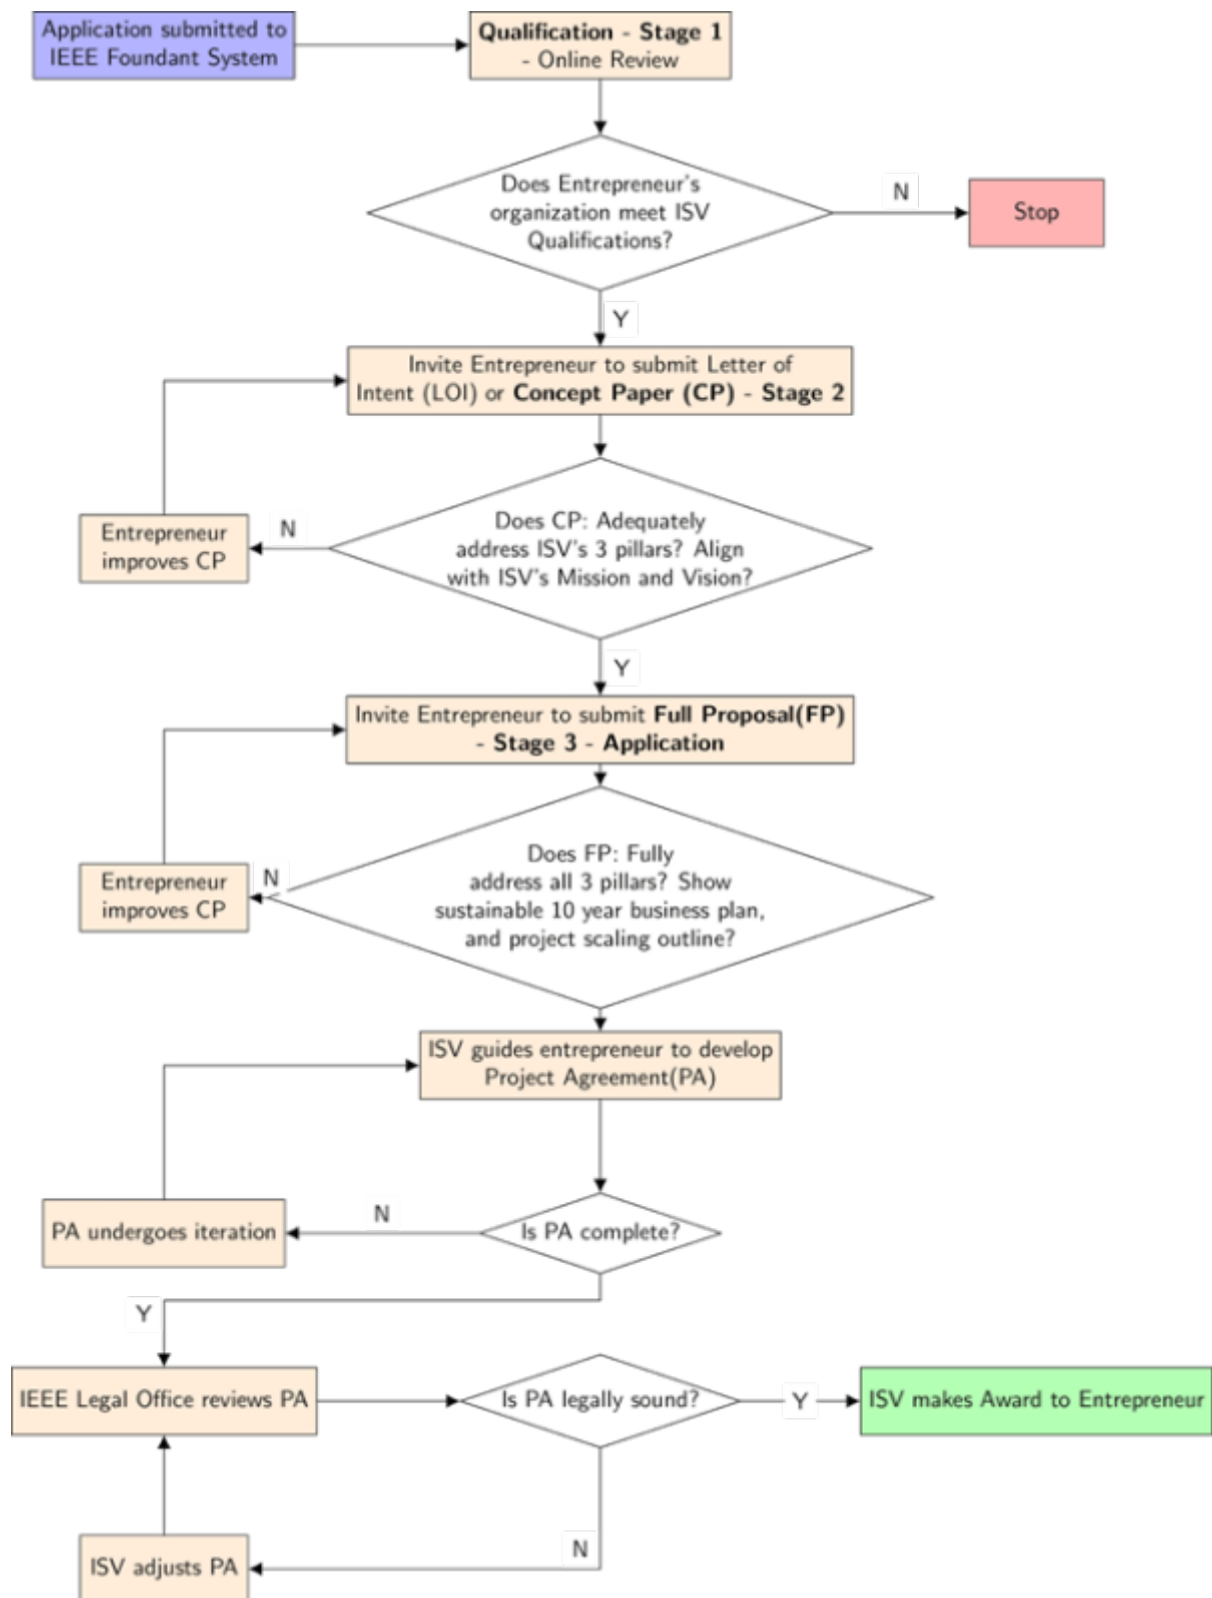 Application submitted to
IEEE Foundant System
Qualification - Stage 1
- Online Review
Does Entrepreneur's
organization meet ISV
Qualifications?
N
Stop
Y
Invite Entrepreneur to submit Letter of
Intent (LOI) or Concept Paper (CP) - Stage 2
Does CP: Adequately
address ISV's 3 pillars? Align
with ISV's Mission and Vision?
N
Entrepreneur
improves CP
Y
Invite Entrepreneur to submit Full Proposal(FP)
- Stage 3 - Application
Does FP: Fully
address all 3 pillars? Show
sustainable 10 year business plan,
and project scaling outline?
N
Entrepreneur
improves CP
ISV guides entrepreneur to develop
Project Agreement(PA)
Is PA complete?
N
PA undergoes iteration
Y
IEEE Legal Office reviews PA
Is PA legally sound?
Y
ISV makes Award to Entrepreneur
N
ISV adjusts PA